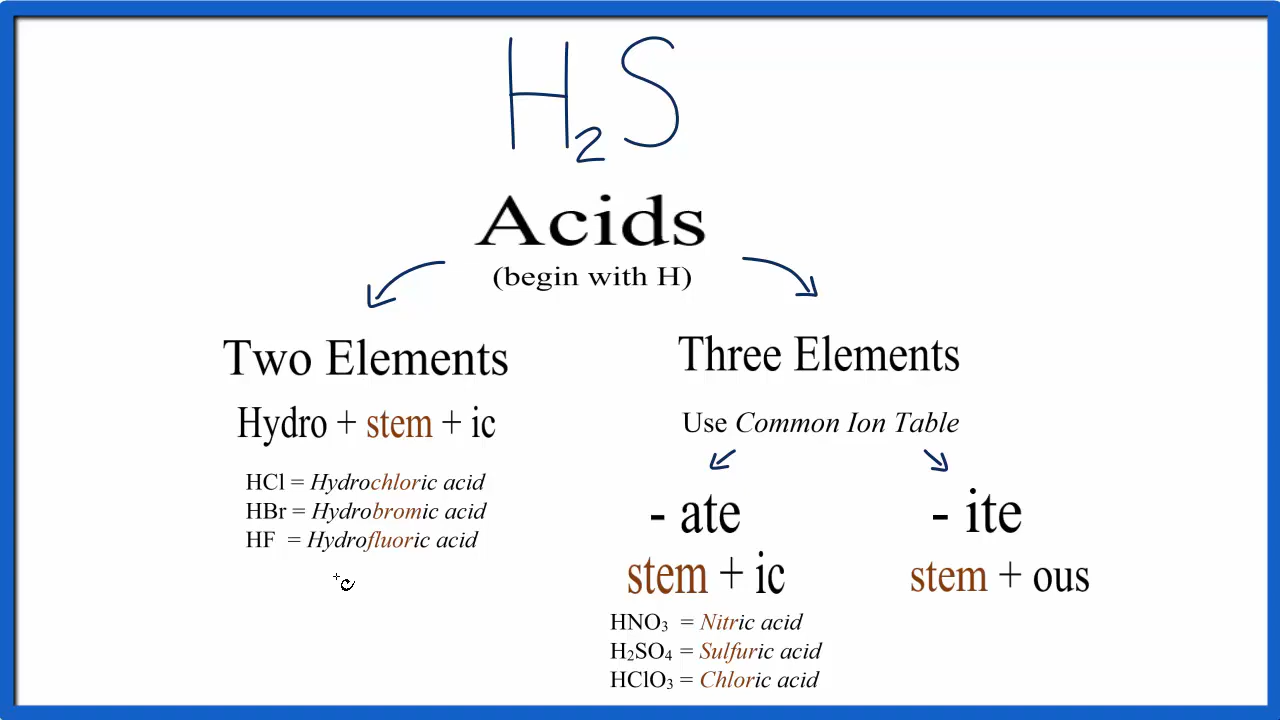 H₂S
Acids
(begin with H)
Two Elements
Hydro + stem + ic
HCl = Hydrochloric acid
HBr = Hydrobromic acid
HF = Hydrofluoric acid
Three Elements
Use Common Ion Table
- ate
stem + ic
HNO₃ = Nitric acid
H₂SO₄ = Sulfuric acid
HClO₃ = Chloric acid
- ite
stem + ous